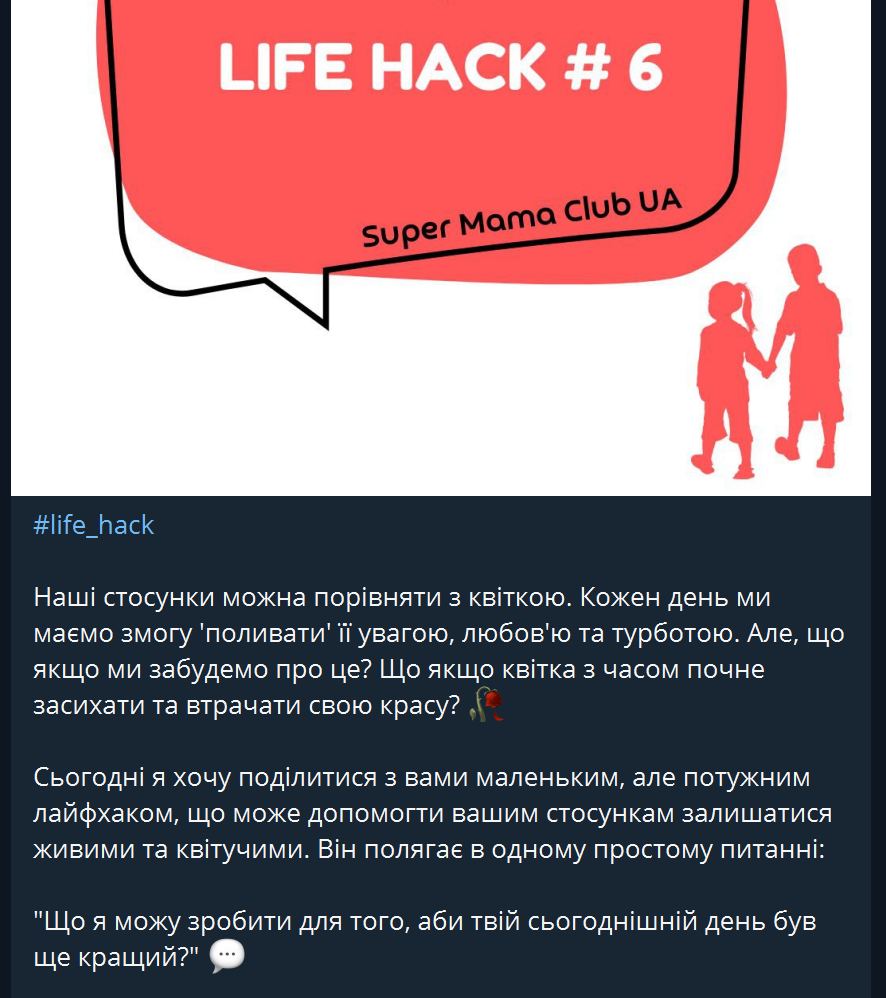 LIFE HACK # 6
Super Mama Club UA
#life_hack
Наші стосунки можна порівняти з квіткою. Кожен день ми
маємо змогу 'поливати' її увагою, любов'ю та турботою. Але, що
якщо ми забудемо про це? Що якщо квітка з часом почне
засихати та втрачати свою красу? 🥀
Сьогодні я хочу поділитися з вами маленьким, але потужним
лайфхаком, що може допомогти вашим стосункам залишатися
живими та квітучими. Він полягає в одному простому питанні:
"Що я можу зробити для того, аби твій сьогоднішній день був
ще кращий?" 💬